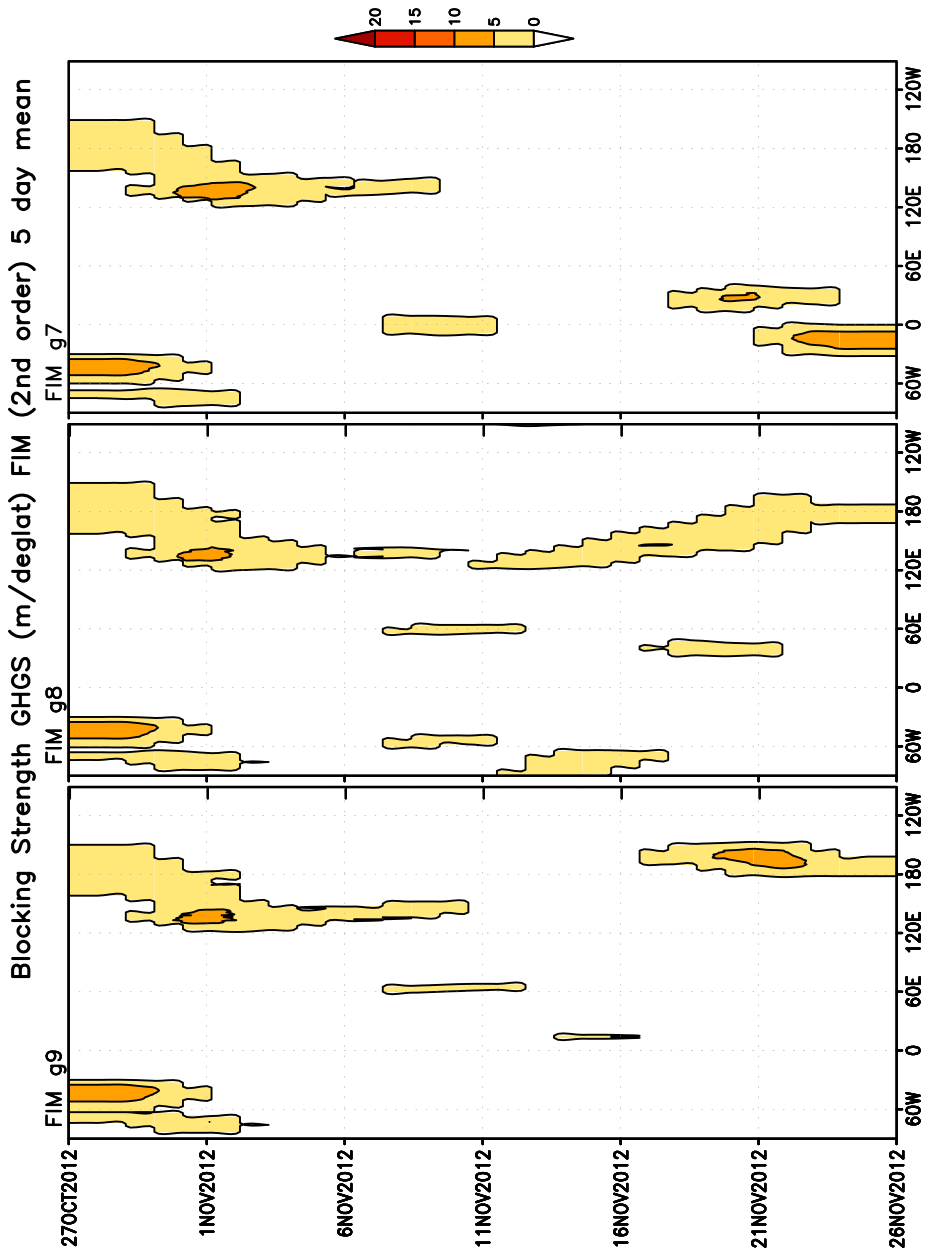 Blocking Strength GHGS (m/deglat) FIM (2nd order) 5 day mean
FIM g9
FIM g8
FIM g7
27OCT2012
1NOV2012
6NOV2012
11NOV2012
16NOV2012
21NOV2012
26NOV2012
60W 0 60E 120E 180 120W
60W 0 60E 120E 180 120W
60W 0 60E 120E 180 120W
20
15
10
5
0